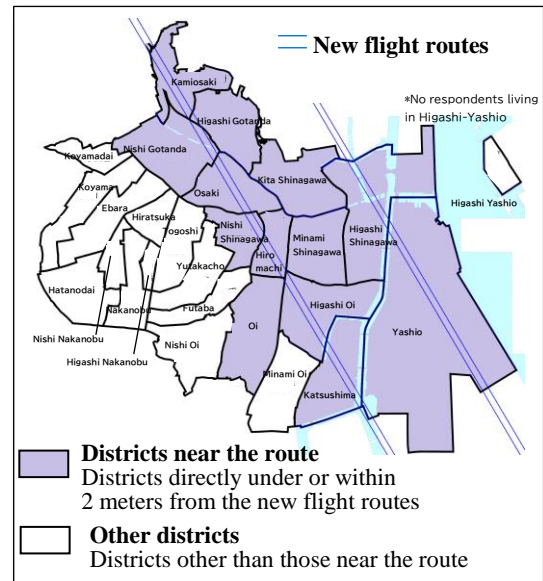 New flight routes
Kamiosaki
*No respondents living
in Higashi-Yashio
Higashi Gotanda
Nishi Gotanda
Koyamadai
Kita Shinagawa
Koyama
Osaki
Higashi Yashio
Ebara
Hiratsuka
Togoshi
Nishi
Shinagawa
Minami
Shinagawa
Higashi
Shinagawa
Yutakacho
Hiro
machi
Hatanodai
Nakanobu
Futaba
Higashi Oi
Oi
Yashio
Nishi Nakanobu
Nishi Oi
Higashi Nakanobu
Minami Oi
Katsushima
Districts near the route
Districts directly under or within
2 meters from the new flight routes
Other districts
Districts other than those near the route